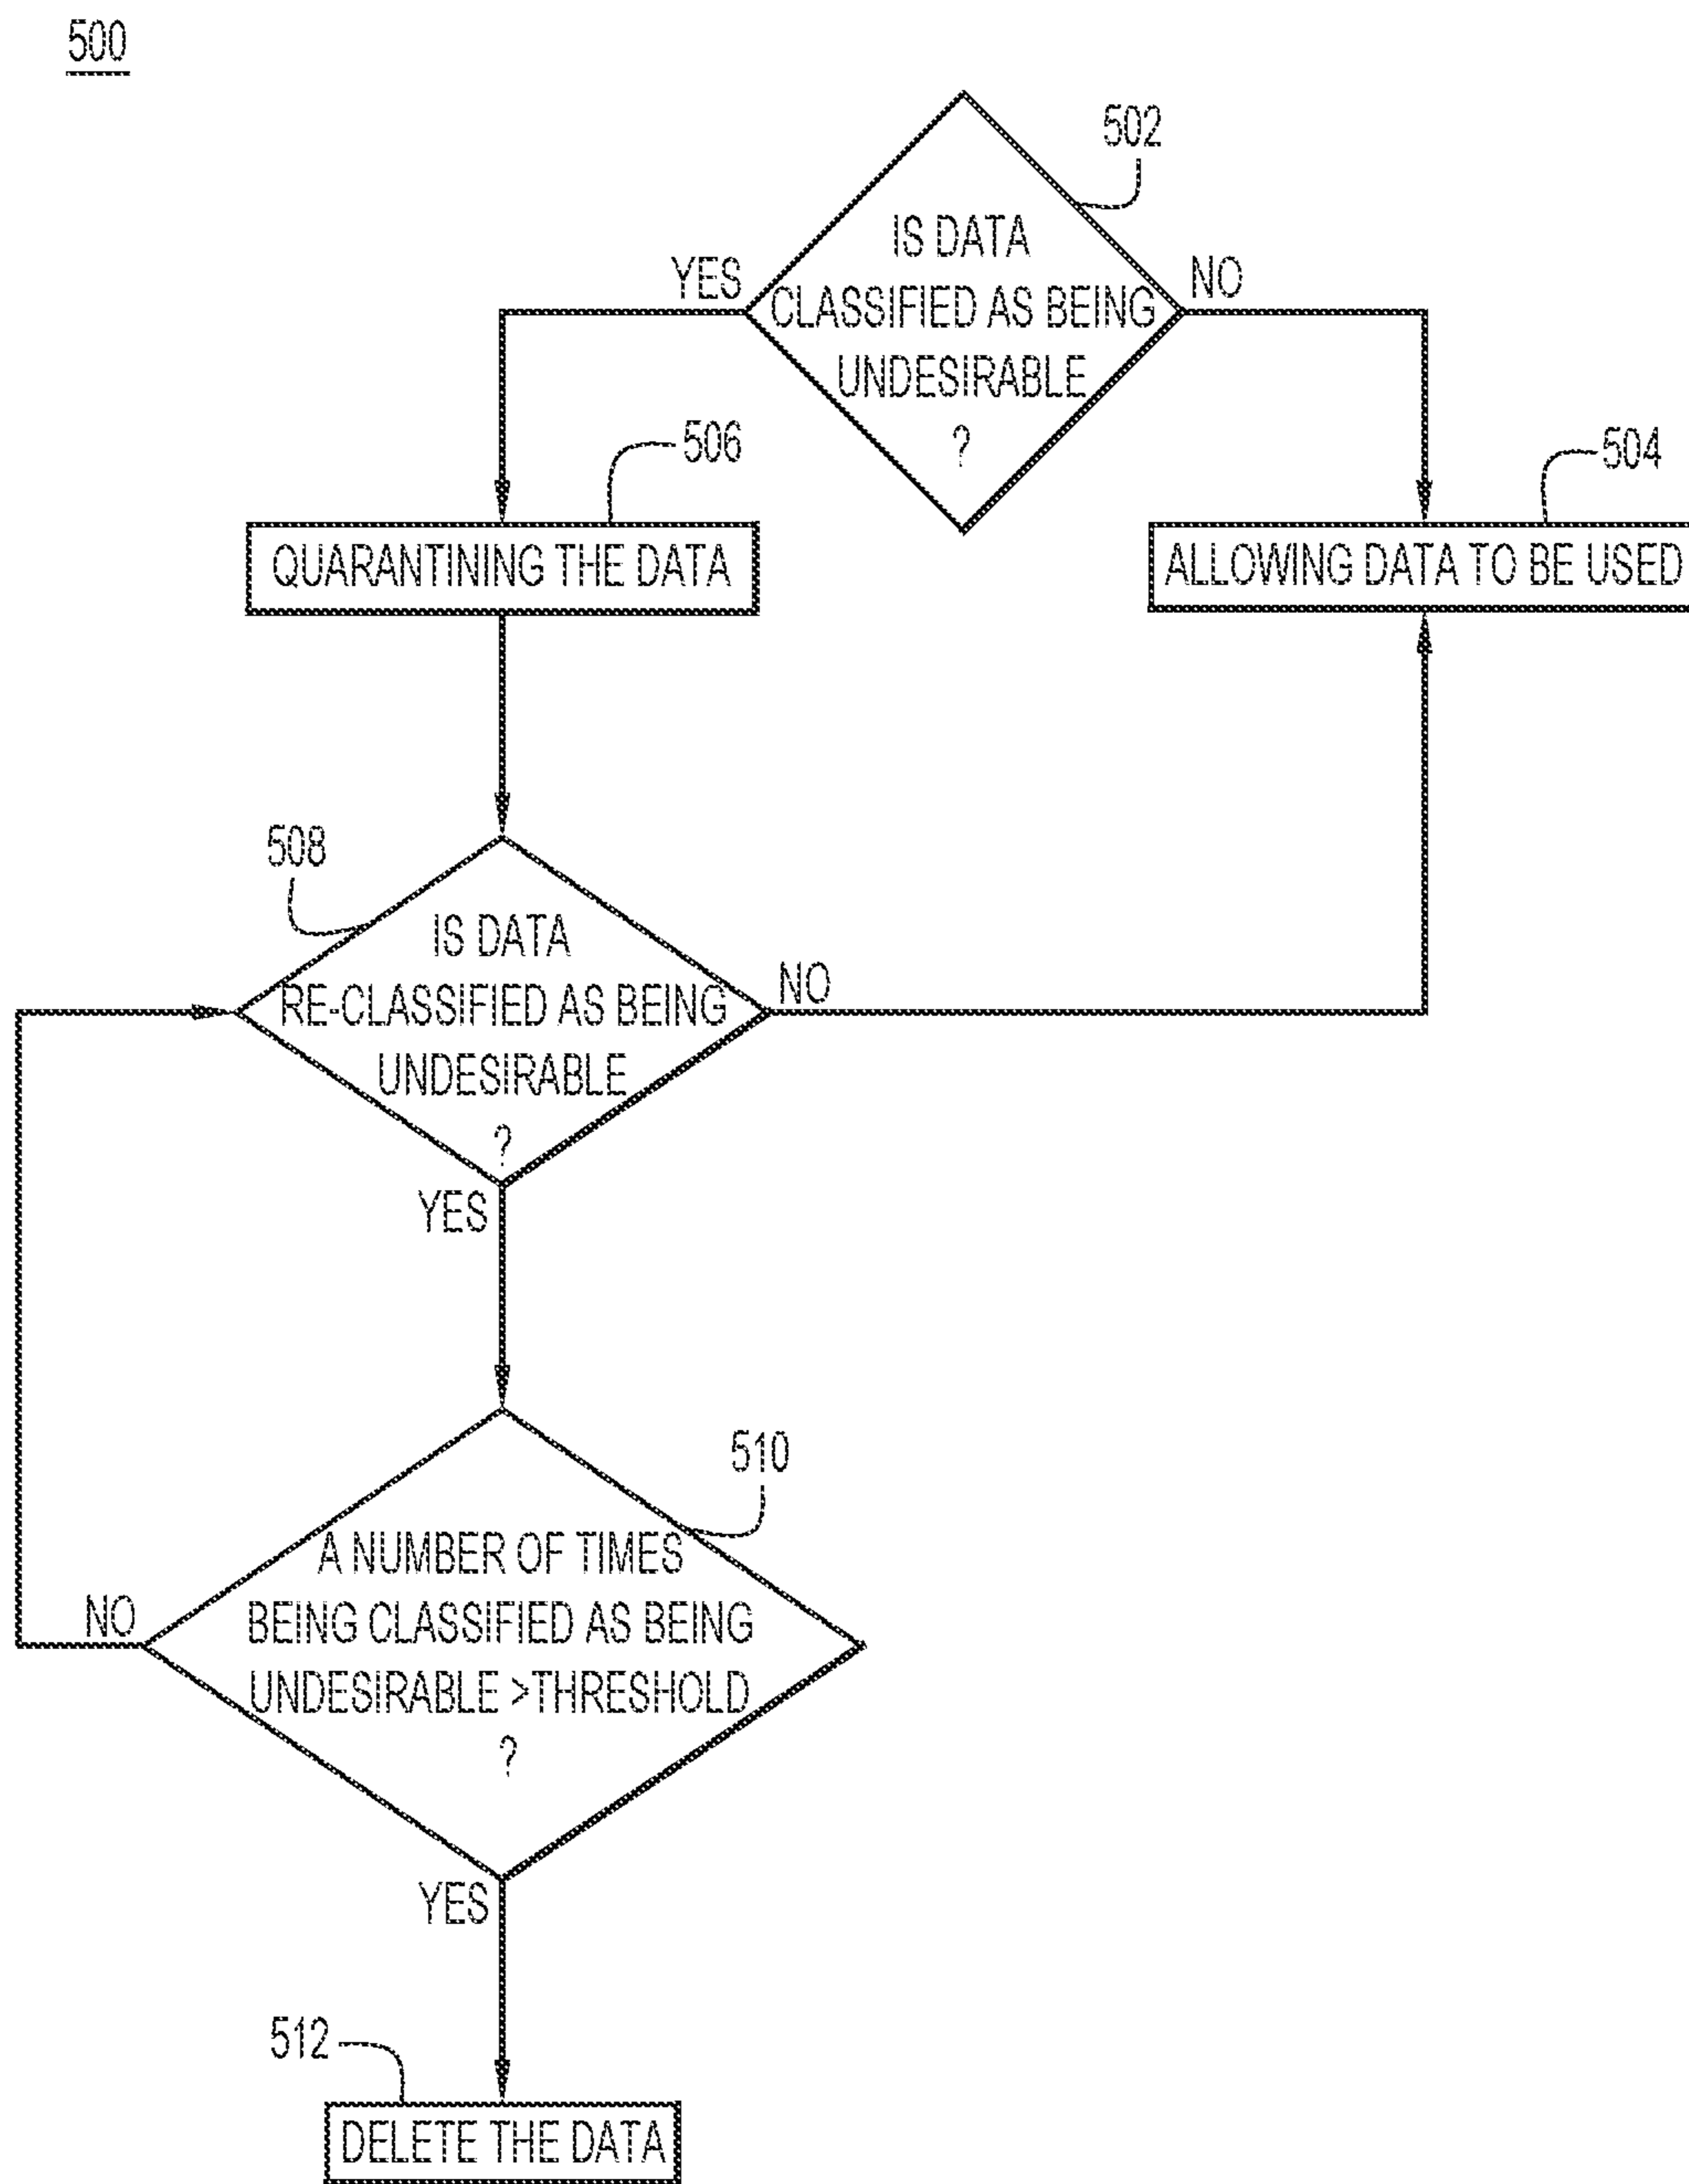 500
502
IS DATA
CLASSIFIED AS BEING
UNDESIRABLE
?
YES
NO
506
504
QUARANTINING THE DATA
ALLOWING DATA TO BE USED
508
IS DATA
RE-CLASSIFIED AS BEING
UNDESIRABLE
?
NO
YES
510
A NUMBER OF TIMES
BEING CLASSIFIED AS BEING
UNDESIRABLE >THRESHOLD
?
NO
YES
512
DELETE THE DATA